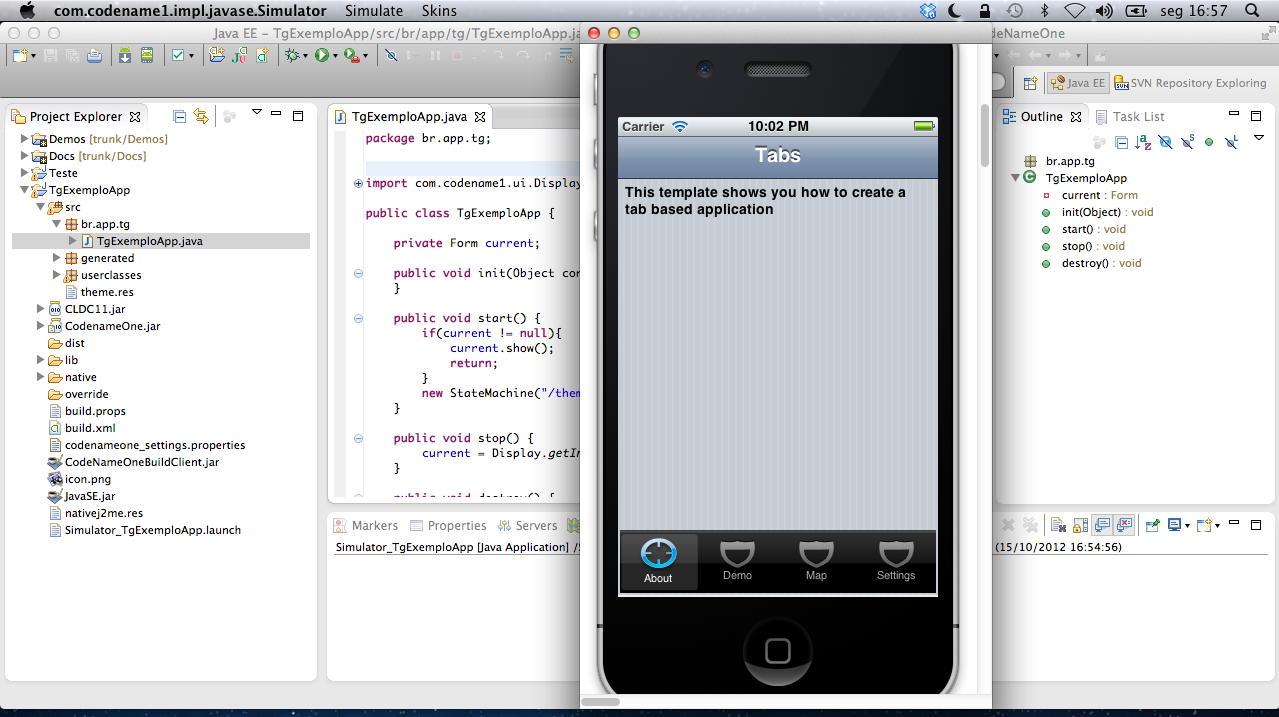 com.codename1.impl.javase.Simulator Simulate Skins seg 16:57
Java EE - TgExemploApp/src/br/app/tg/TgExemploApp.ja
deNameOne
Java EE SVN Repository Exploring
Project Explorer
Demos [trunk/Demos]
Docs [trunk/Docs]
Teste
TgExemploApp
src
br.app.tg
TgExemploApp.java
generated
userclasses
theme.res
CLDC11.jar
CodenameOne.jar
dist
lib
native
override
build.props
build.xml
codenameone_settings.properties
CodeNameOneBuildClient.jar
icon.png
JavaSE.jar
nativej2me.res
Simulator_TgExemploApp.launch
TgExemploApp.java
package br.app.tg;
import com.codename1.ui.Displa
public class TgExemploApp {
private Form current;
public void init(Object con
}
public void start() {
if(current != null){
current.show();
return;
}
new StateMachine("/them
}
public void stop() {
current = Display.getIn
}
public void destroy() {
Markers Properties Servers
Simulator_TgExemploApp [Java Application] /S
(15/10/2012 16:54:56)
Carrier 10:02 PM
Tabs
This template shows you how to create a
tab based application
About Demo Map Settings
Outline Task List
br.app.tg
TgExemploApp
current : Form
init(Object) : void
start() : void
stop() : void
destroy() : void